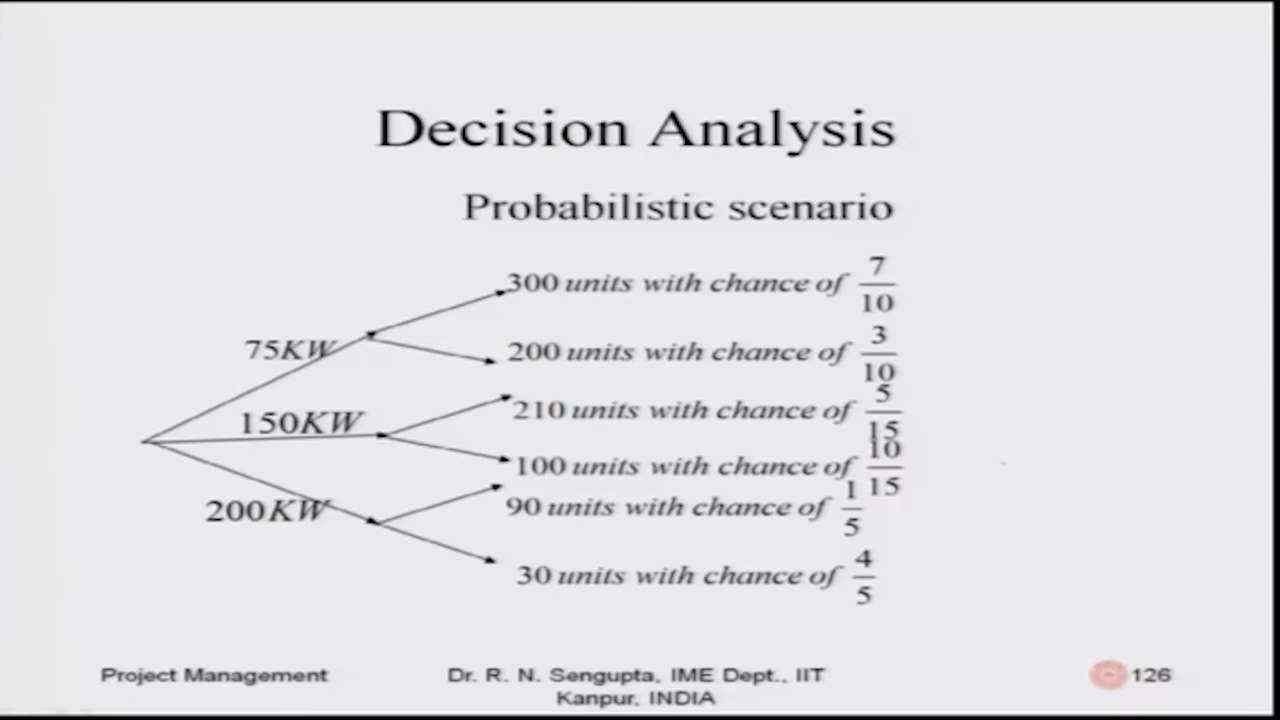 Decision Analysis
Probabilistic scenario
300 units with chance of 7/10
75KW
200 units with chance of 3/10
210 units with chance of 5/15
150KW
100 units with chance of 10/15
90 units with chance of 1/5
200KW
30 units with chance of 4/5
Project Management
Dr. R. N. Sengupta, IME Dept., IIT
Kanpur, INDIA
126